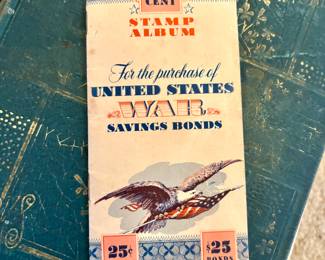 CENT
STAMP
ALBUM
For the purchase of
UNITED STATES
WAR
SAVINGS BONDS
25¢
$25
BONDS